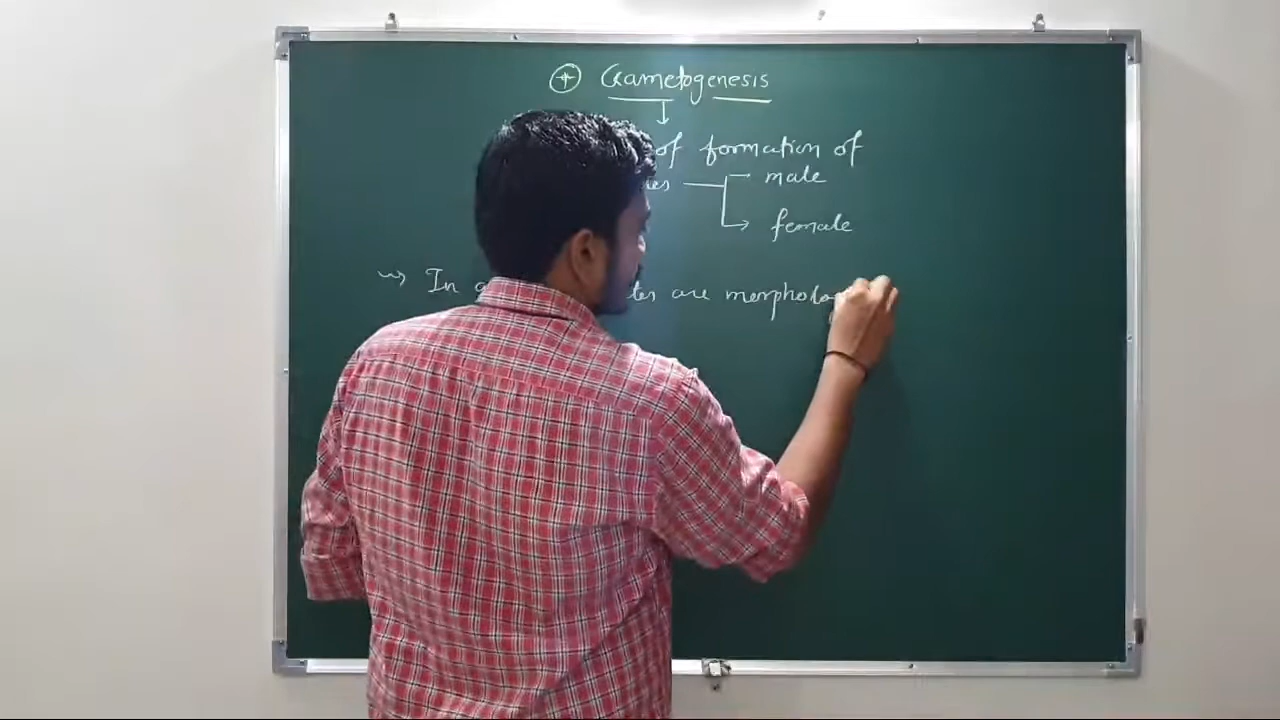 ⊕ Gametogenesis
of formation of
male
female
In are morpholo